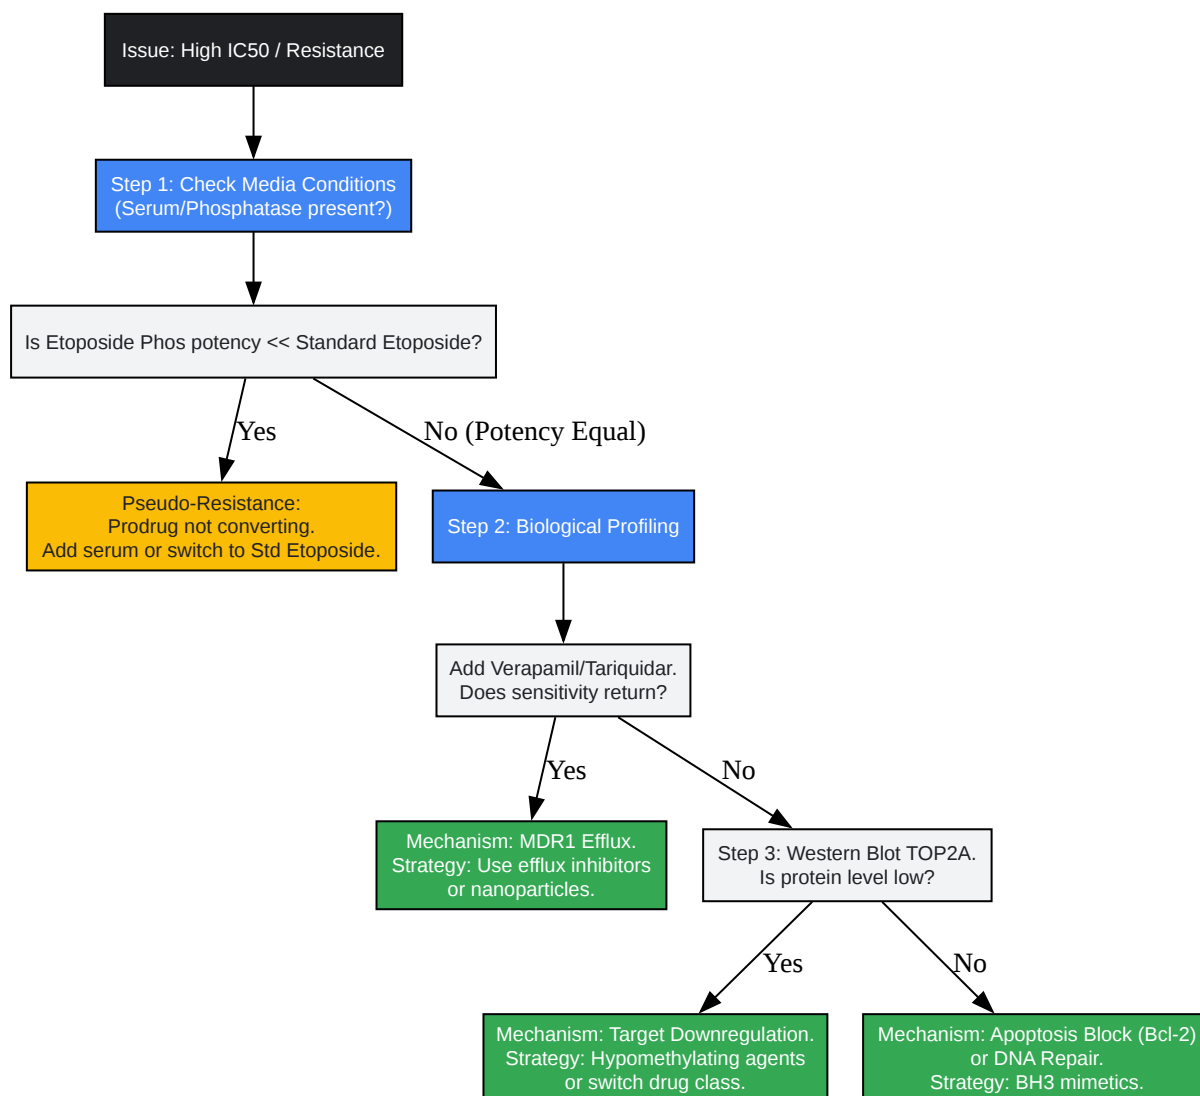 Issue: High IC50 / Resistance
Step 1: Check Media Conditions
(Serum/Phosphatase present?)
Is Etoposide Phos potency << Standard Etoposide?
Yes
No (Potency Equal)
Pseudo-Resistance:
Prodrug not converting.
Add serum or switch to Std Etoposide.
Step 2: Biological Profiling
Add Verapamil/Tariquidar.
Does sensitivity return?
Yes
No
Mechanism: MDR1 Efflux.
Strategy: Use efflux inhibitors
or nanoparticles.
Step 3: Western Blot TOP2A.
Is protein level low?
Yes
No
Mechanism: Target Downregulation.
Strategy: Hypomethylating agents
or switch drug class.
Mechanism: Apoptosis Block (Bcl-2)
or DNA Repair.
Strategy: BH3 mimetics.